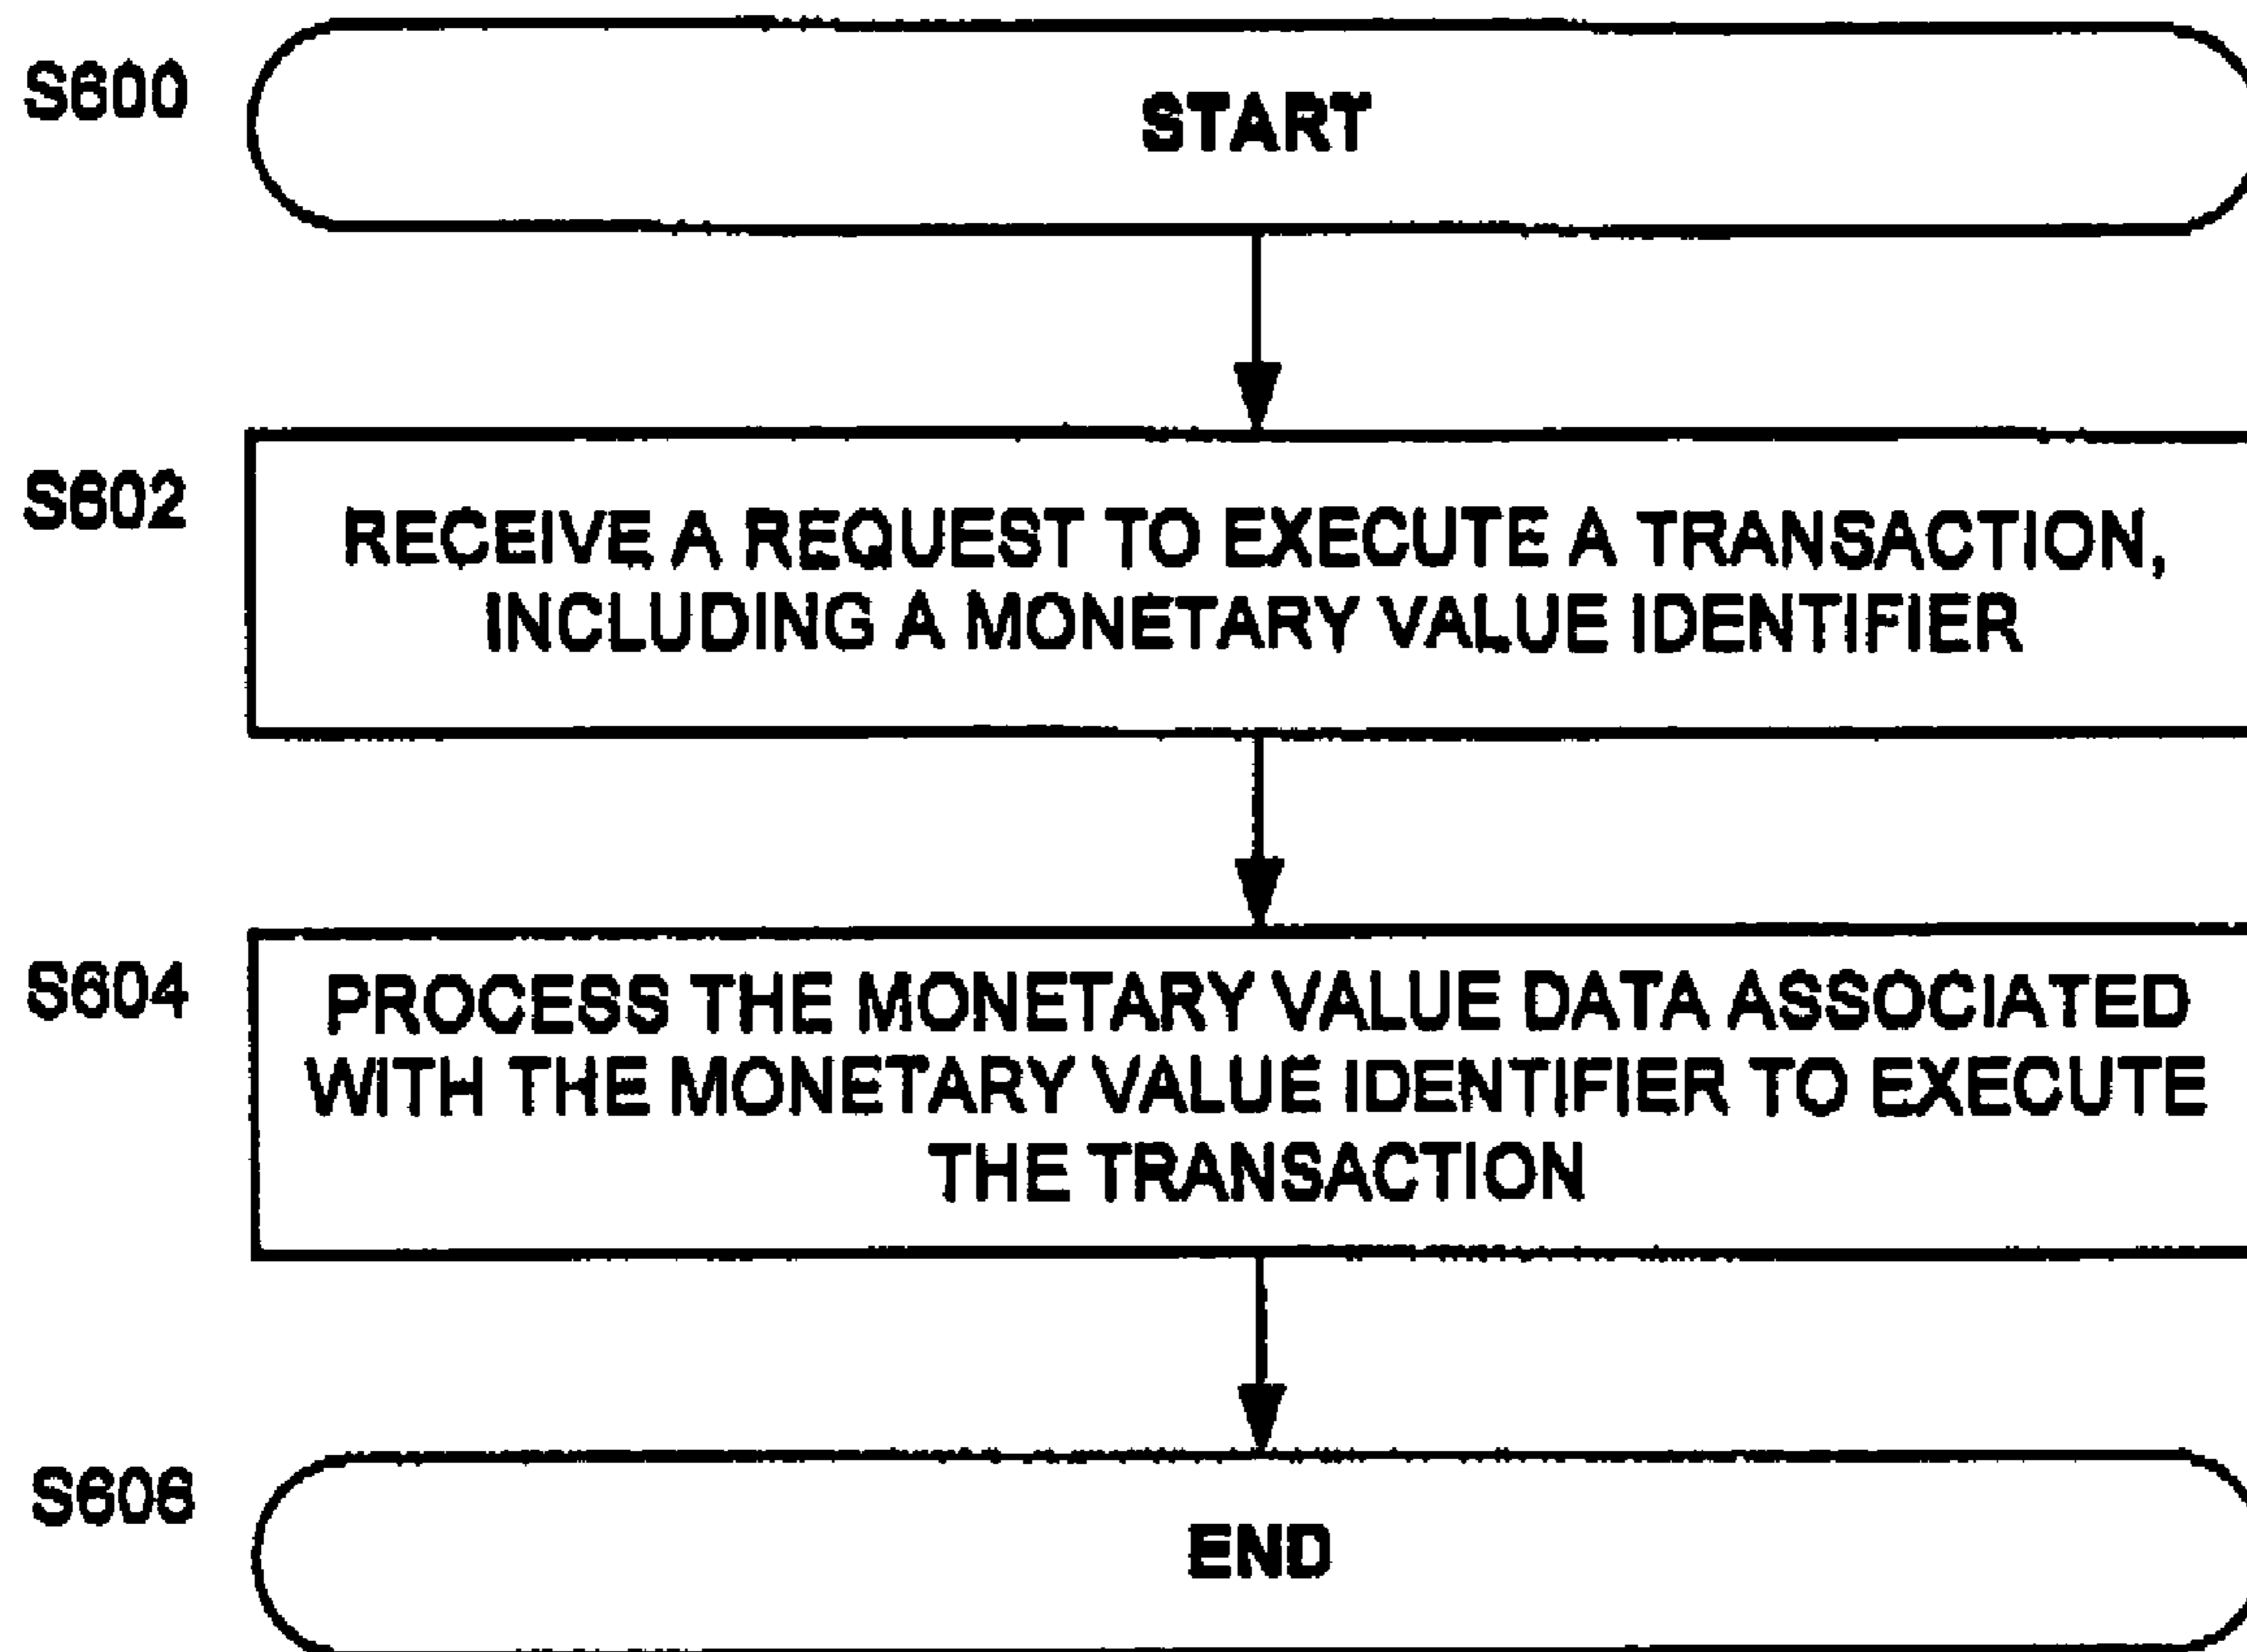 S600
START
S602
RECEIVE A REQUEST TO EXECUTE A TRANSACTION,
INCLUDING A MONETARY VALUE IDENTIFIER
S604
PROCESS THE MONETARY VALUE DATA ASSOCIATED
WITH THE MONETARY VALUE IDENTIFIER TO EXECUTE
THE TRANSACTION
S606
END